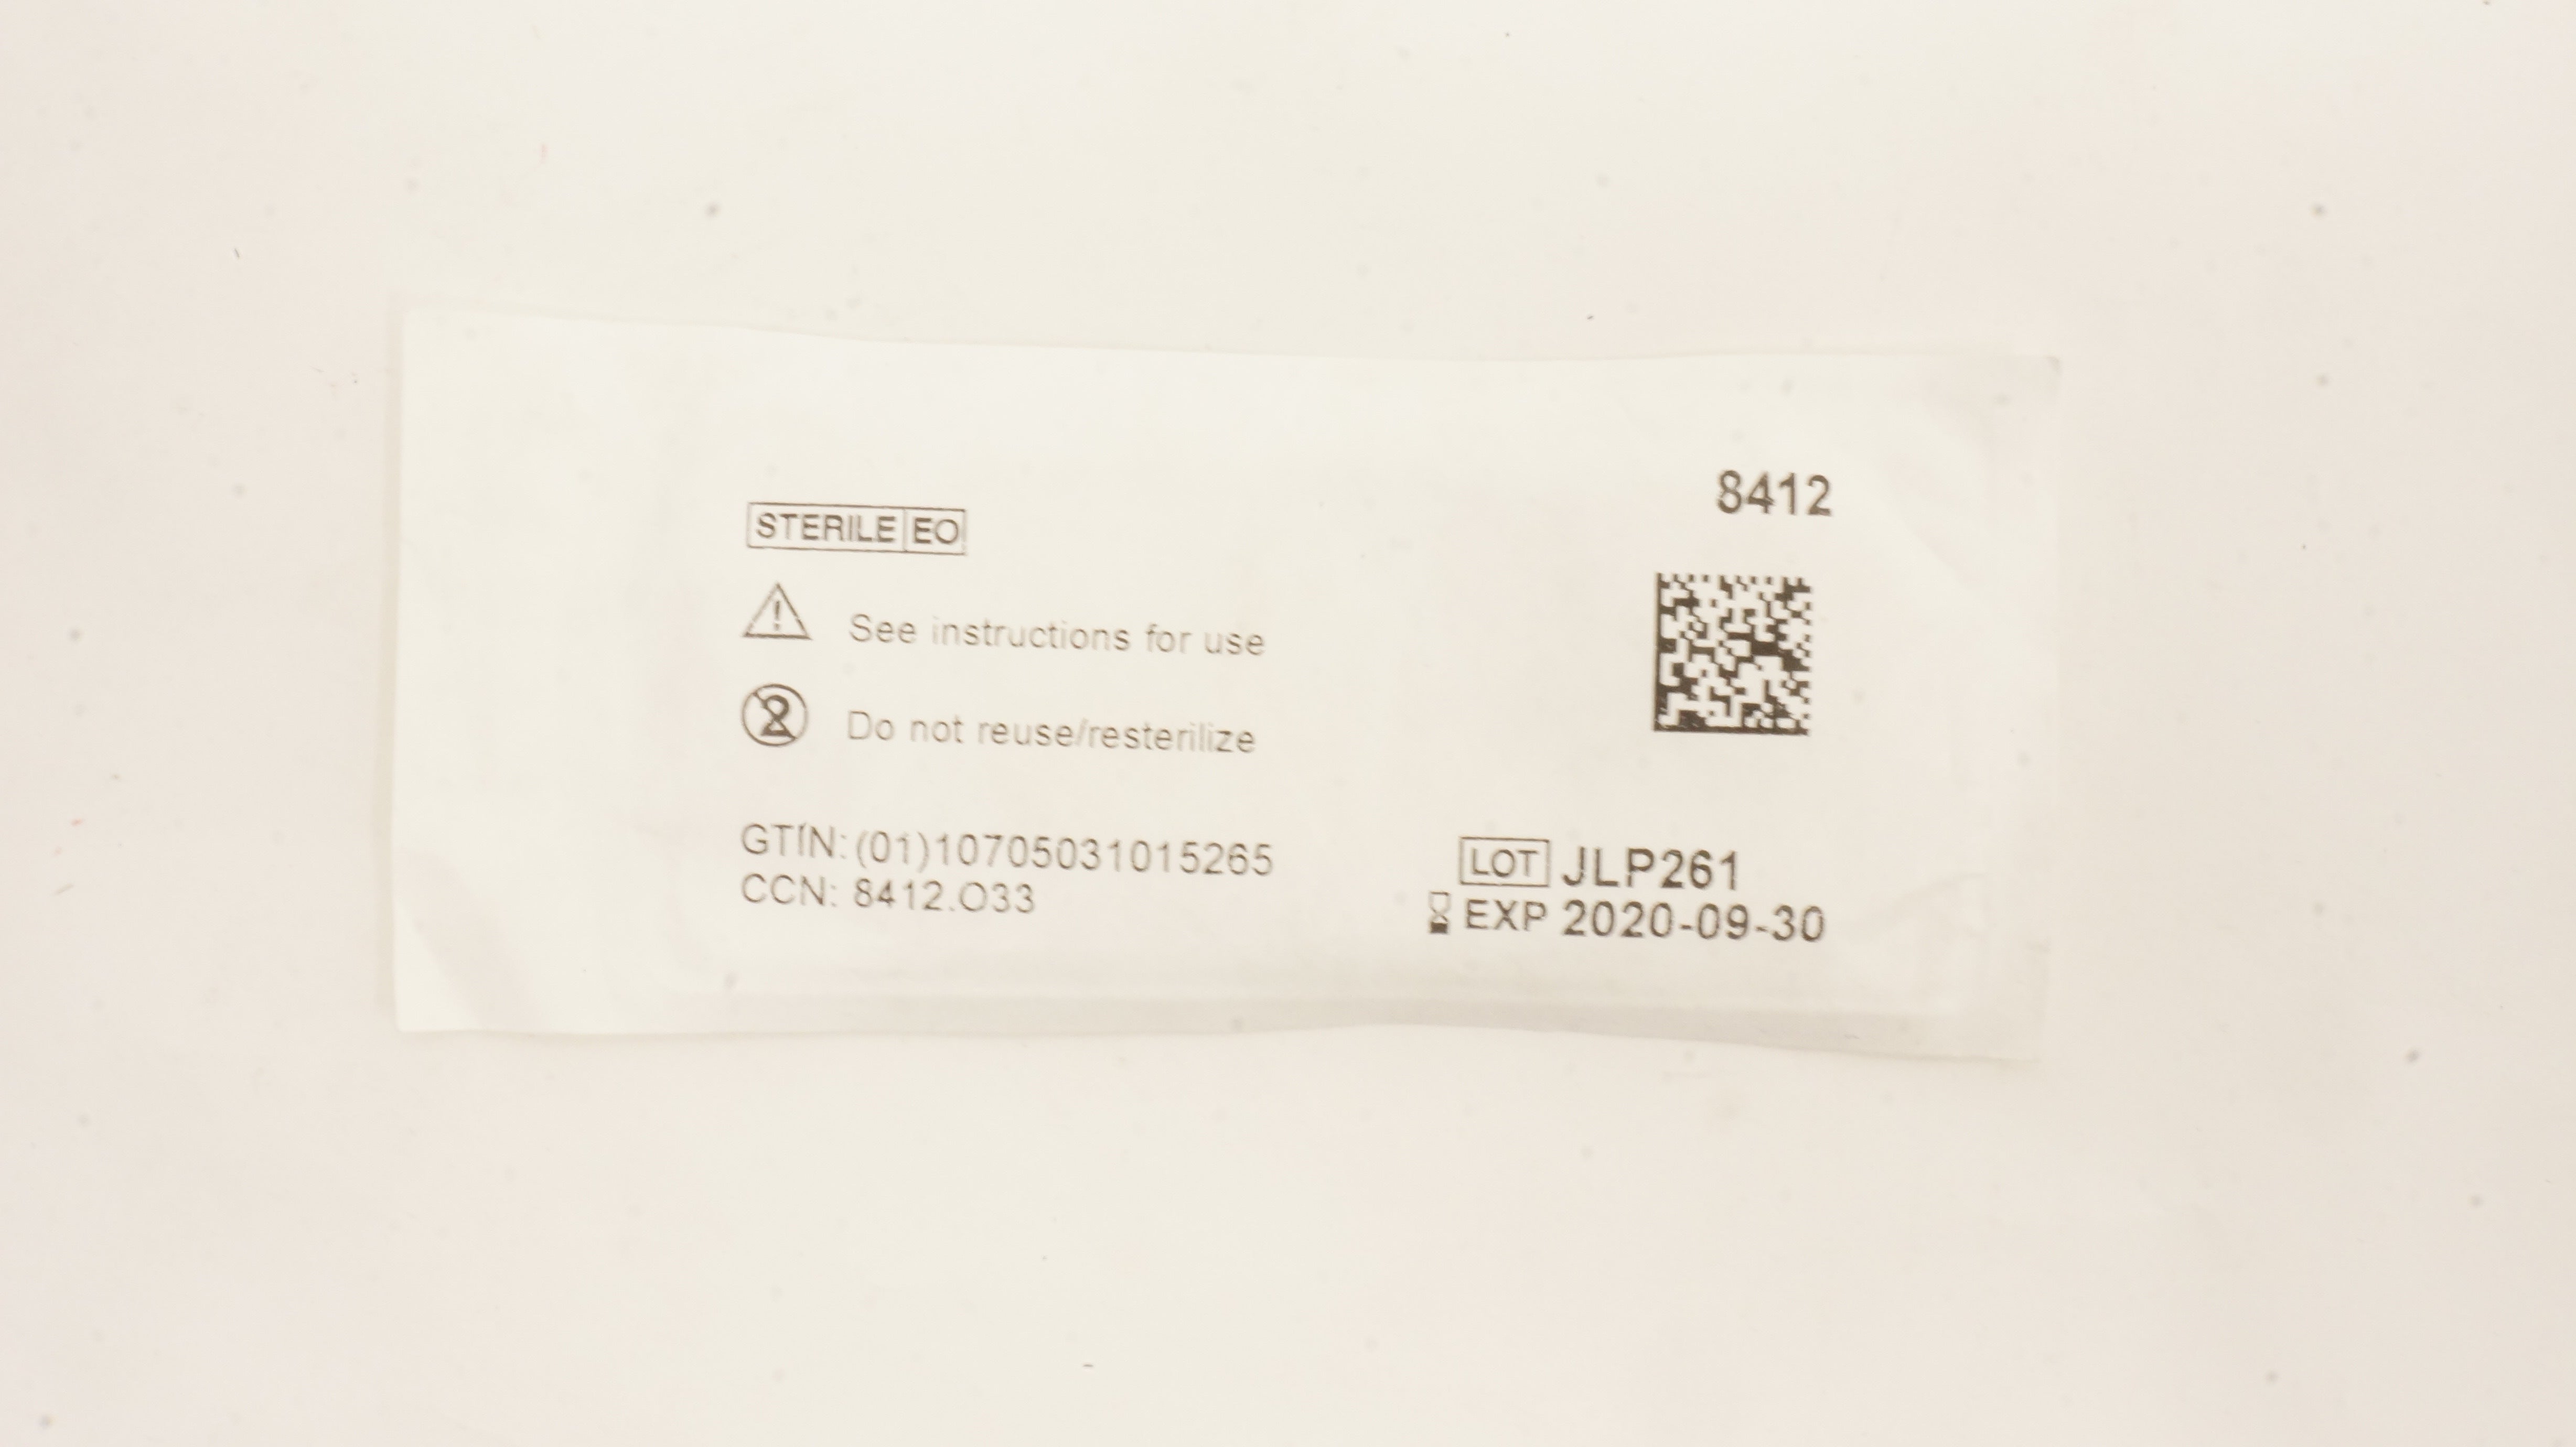 8412
STERILE EO
See instructions for use
Do not reuse/resterilize
GTIN: (01)10705031015265
CCN: 8412.O33
LOT JLP261
EXP 2020-09-30